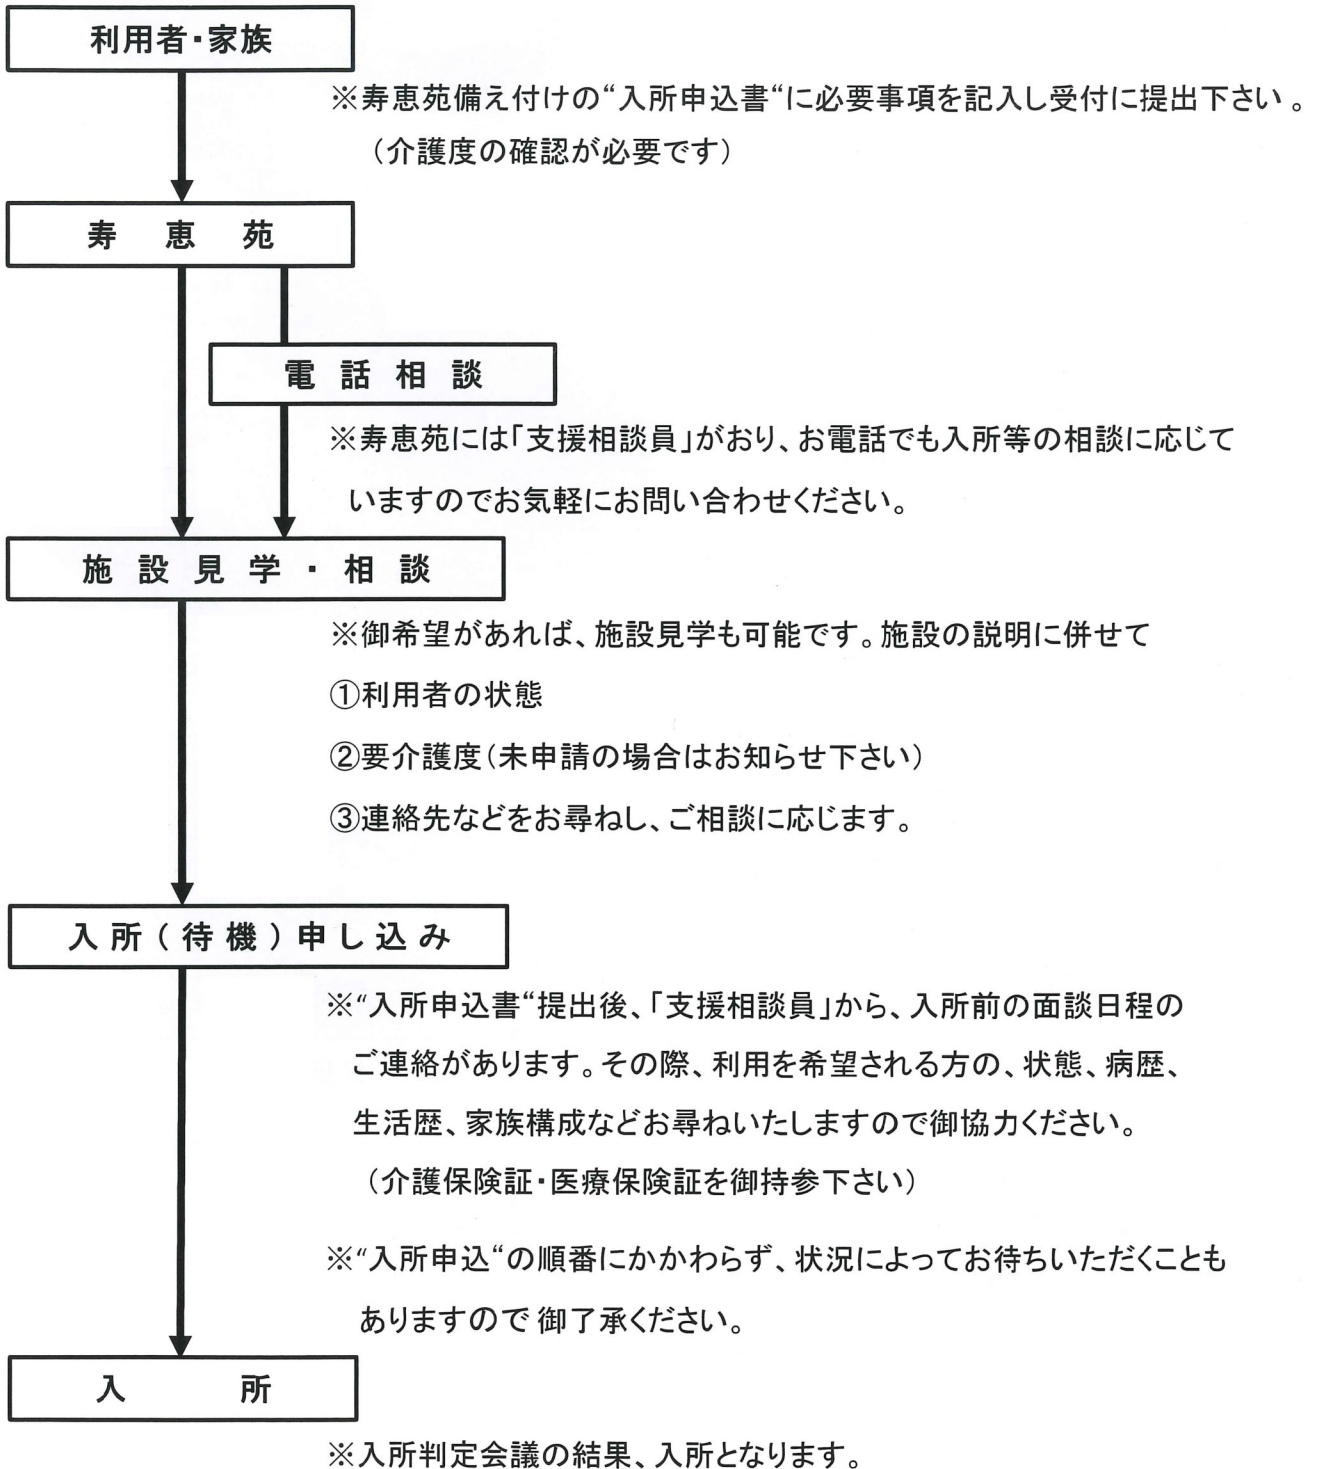 利用者・家族
※寿恵苑備え付けの“入所申込書“に必要事項を記入し受付に提出下さい。
（介護度の確認が必要です）
寿恵苑
電話相談
※寿恵苑には「支援相談員」がおり、お電話でも入所等の相談に応じて
いますのでお気軽にお問い合わせください。
施設見学・相談
※御希望があれば、施設見学も可能です。施設の説明に併せて
①利用者の状態
②要介護度（未申請の場合はお知らせ下さい）
③連絡先などをお尋ねし、ご相談に応じます。
入所（待機）申し込み
※“入所申込書“提出後、「支援相談員」から、入所前の面談日程の
ご連絡があります。その際、利用を希望される方の、状態、病歴、
生活歴、家族構成などお尋ねいたしますので御協力ください。
（介護保険証・医療保険証を御持参下さい）
※“入所申込“の順番にかかわらず、状況によってお待ちいただくことも
ありますので御了承ください。
入所
※入所判定会議の結果、入所となります。